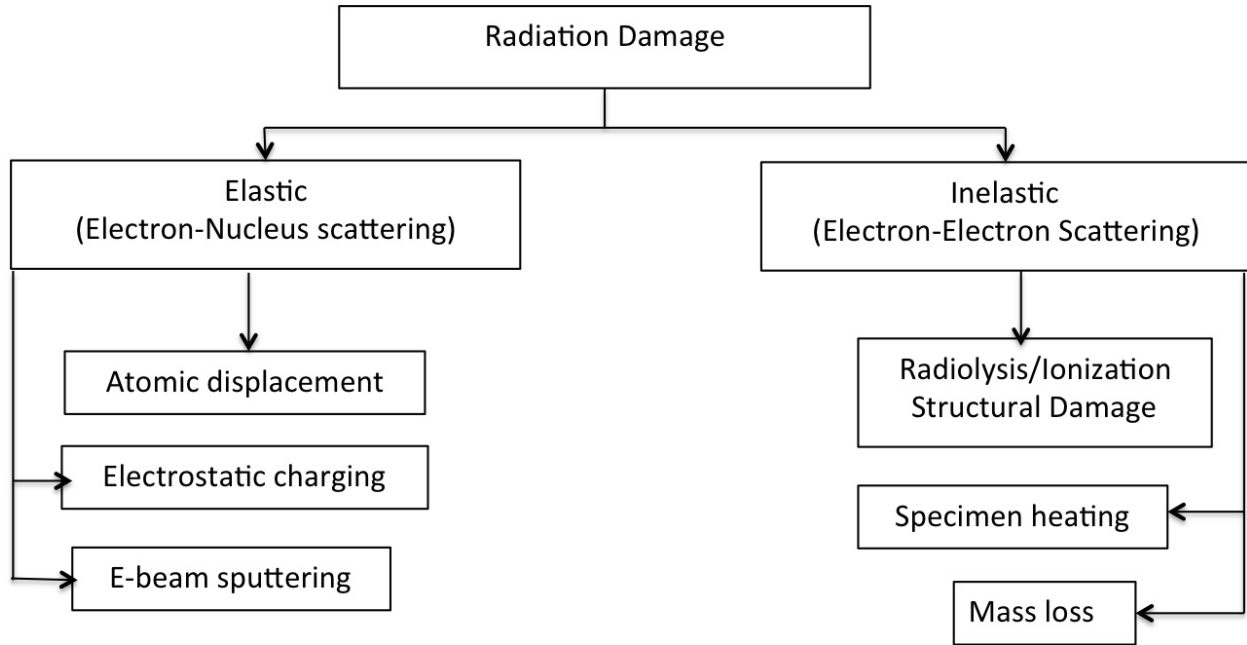 Radiation Damage
Elastic
(Electron-Nucleus scattering)
Inelastic
(Electron-Electron Scattering)
Atomic displacement
Electrostatic charging
E-beam sputtering
Radiolysis/Ionization
Structural Damage
Specimen heating
Mass loss